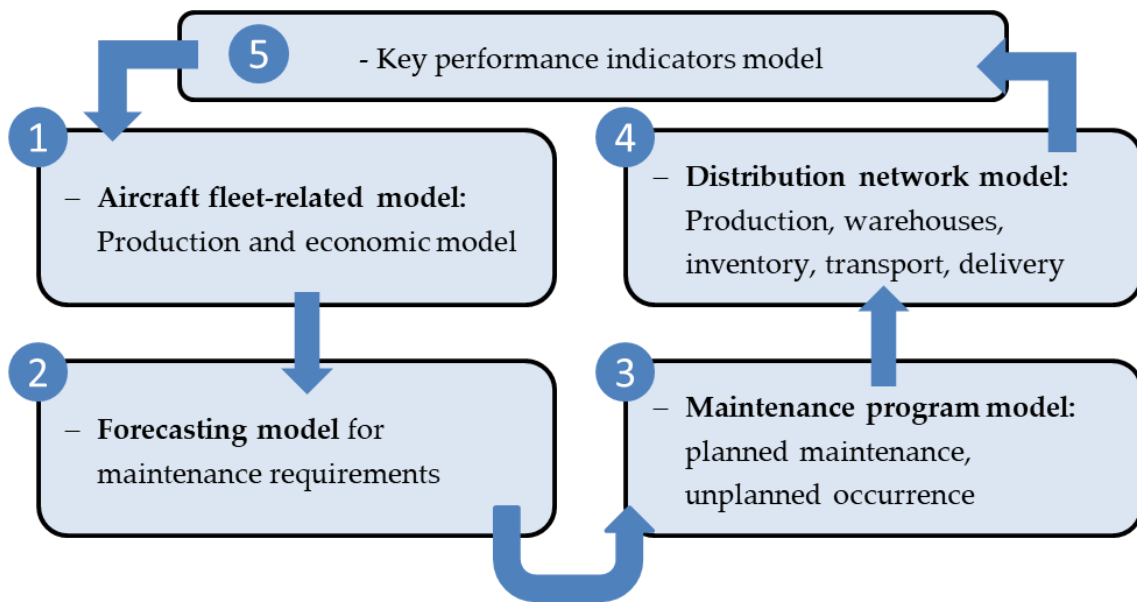 5
- Key performance indicators model
1
– Aircraft fleet-related model:
Production and economic model
2
– Forecasting model for
maintenance requirements
3
– Maintenance program model:
planned maintenance,
unplanned occurrence
4
– Distribution network model:
Production, warehouses,
inventory, transport, delivery